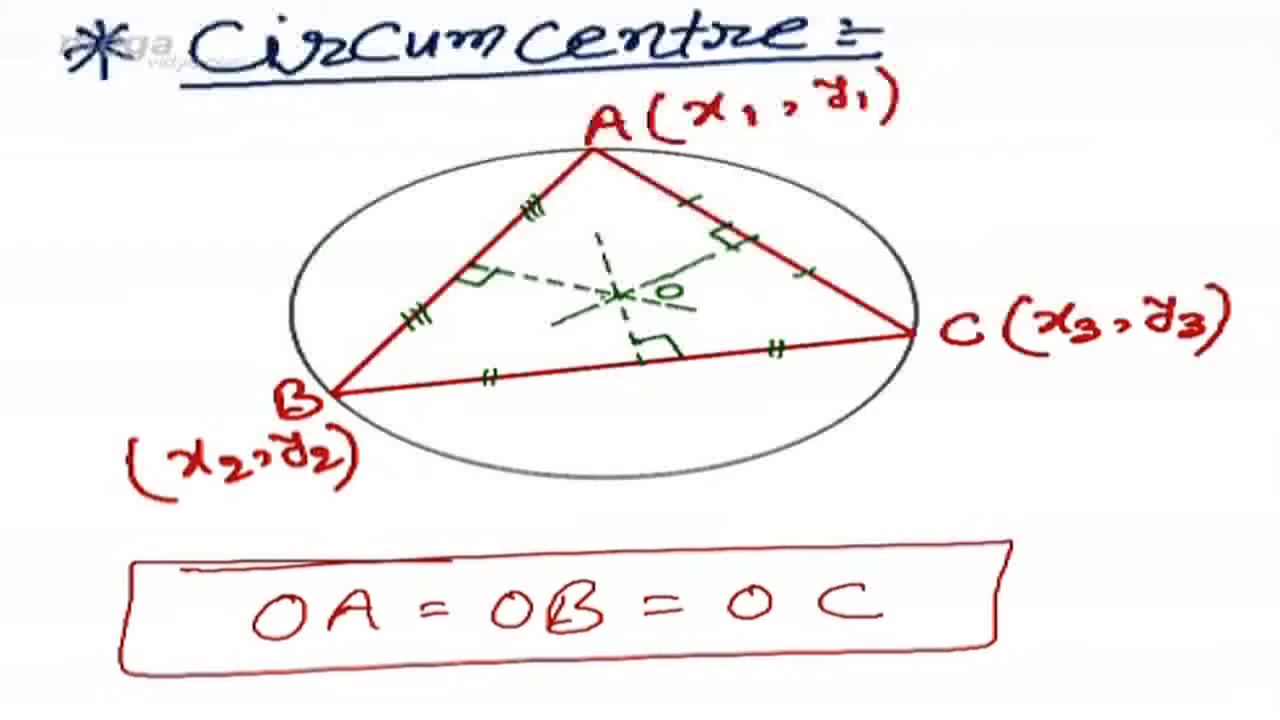 * Circumcentre =
A (x1, y1)
O
C (x3, y3)
B
(x2, y2)
OA = OB = OC